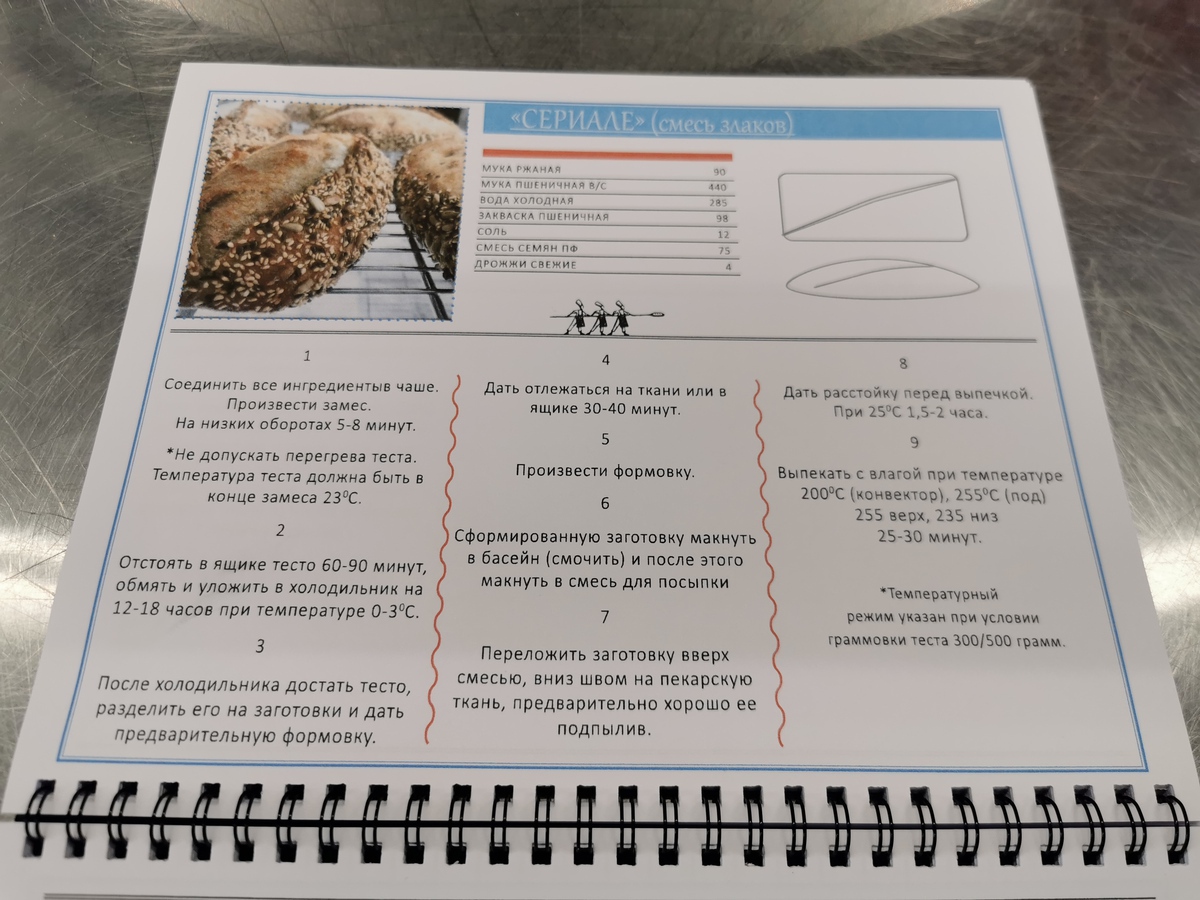 «СЕРИАЛЕ» (смесь злаков)
МУКА РЖАНАЯ 90
МУКА ПШЕНИЧНАЯ В/С 440
ВОДА ХОЛОДНАЯ 285
ЗАКВАСКА ПШЕНИЧНАЯ 98
СОЛЬ 12
СМЕСЬ СЕМЯН ПФ 75
ДРОЖЖИ СВЕЖИЕ 4
1
Соединить все ингредиентыв чаше.
Произвести замес.
На низких оборотах 5-8 минут.
*Не допускать перегрева теста.
Температура теста должна быть в
конце замеса 23⁰С.
2
Отстоять в ящике тесто 60-90 минут,
обмять и уложить в холодильник на
12-18 часов при температуре 0-3⁰С.
3
После холодильника достать тесто,
разделить его на заготовки и дать
предварительную формовку.
4
Дать отлежаться на ткани или в
ящике 30-40 минут.
5
Произвести формовку.
6
Сформированную заготовку макнуть
в басейн (смочить) и после этого
макнуть в смесь для посыпки
7
Переложить заготовку вверх
смесью, вниз швом на пекарскую
ткань, предварительно хорошо ее
подпылив.
8
Дать расстойку перед выпечкой.
При 25⁰С 1,5-2 часа.
9
Выпекать с влагой при температуре
200⁰С (конвектор), 255⁰С (под)
255 верх, 235 низ
25-30 минут.
*Температурный
режим указан при условии
граммовки теста 300/500 грамм.